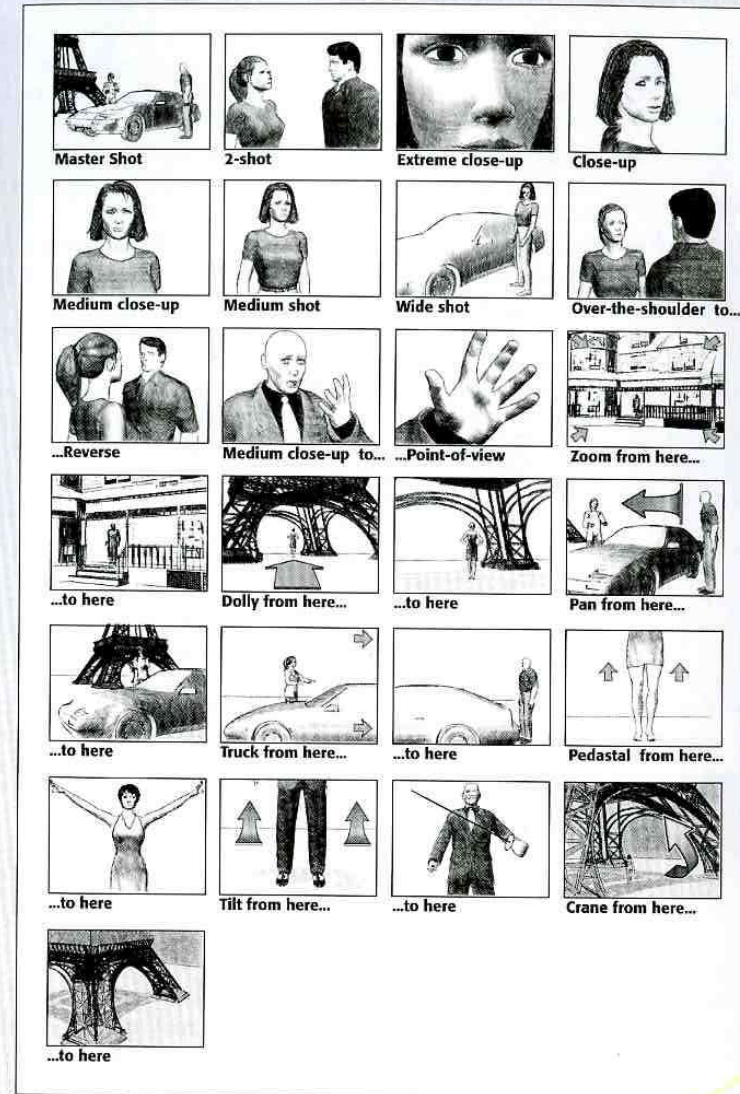 Master Shot
2-shot
Extreme close-up
Close-up
Medium close-up
Medium shot
Wide shot
Over-the-shoulder to...
...Reverse
Medium close-up to...
...Point-of-view
Zoom from here...
...to here
Dolly from here...
...to here
Pan from here...
...to here
Truck from here...
...to here
Pedastal from here...
...to here
Tilt from here...
...to here
Crane from here...
...to here